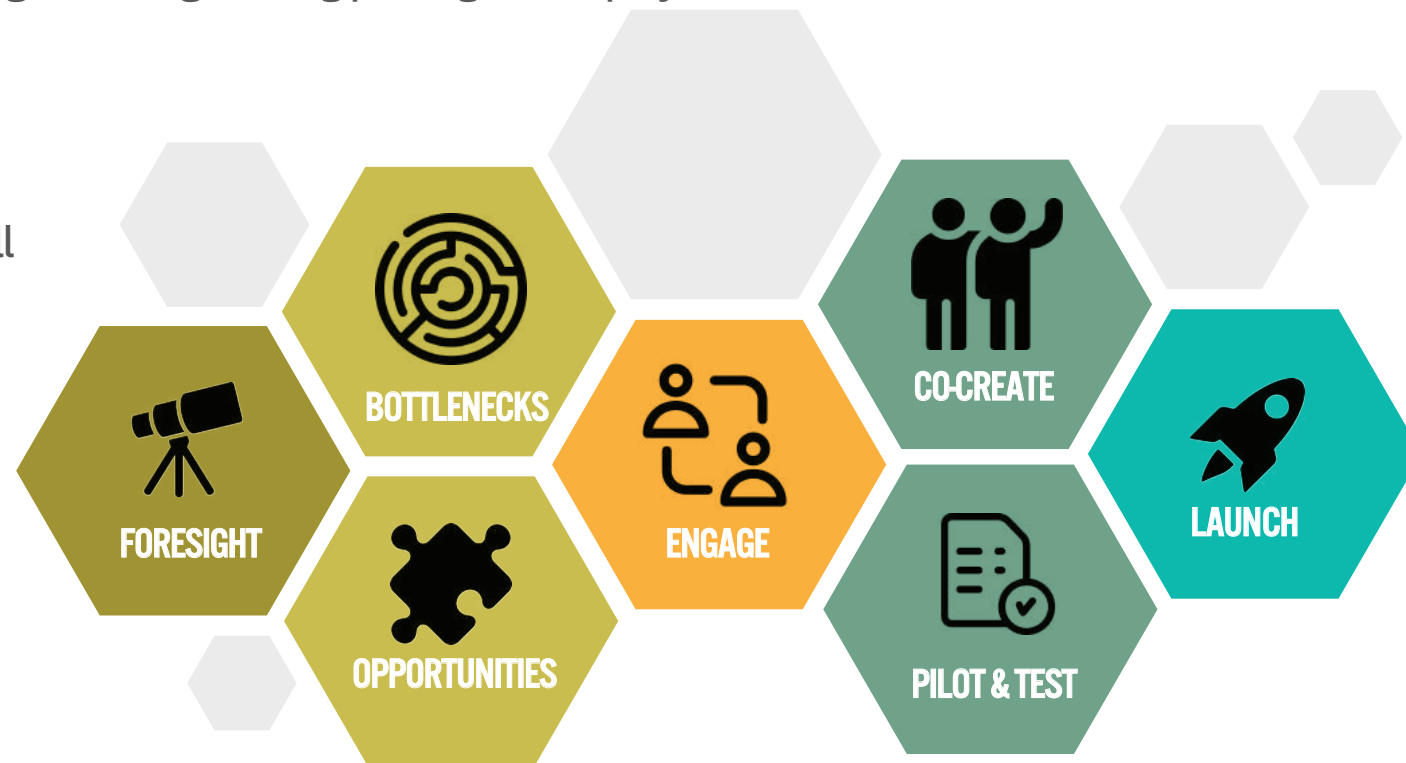 BOTTLENECKS
CO-CREATE
FORESIGHT
ENGAGE
LAUNCH
OPPORTUNITIES
PILOT & TEST